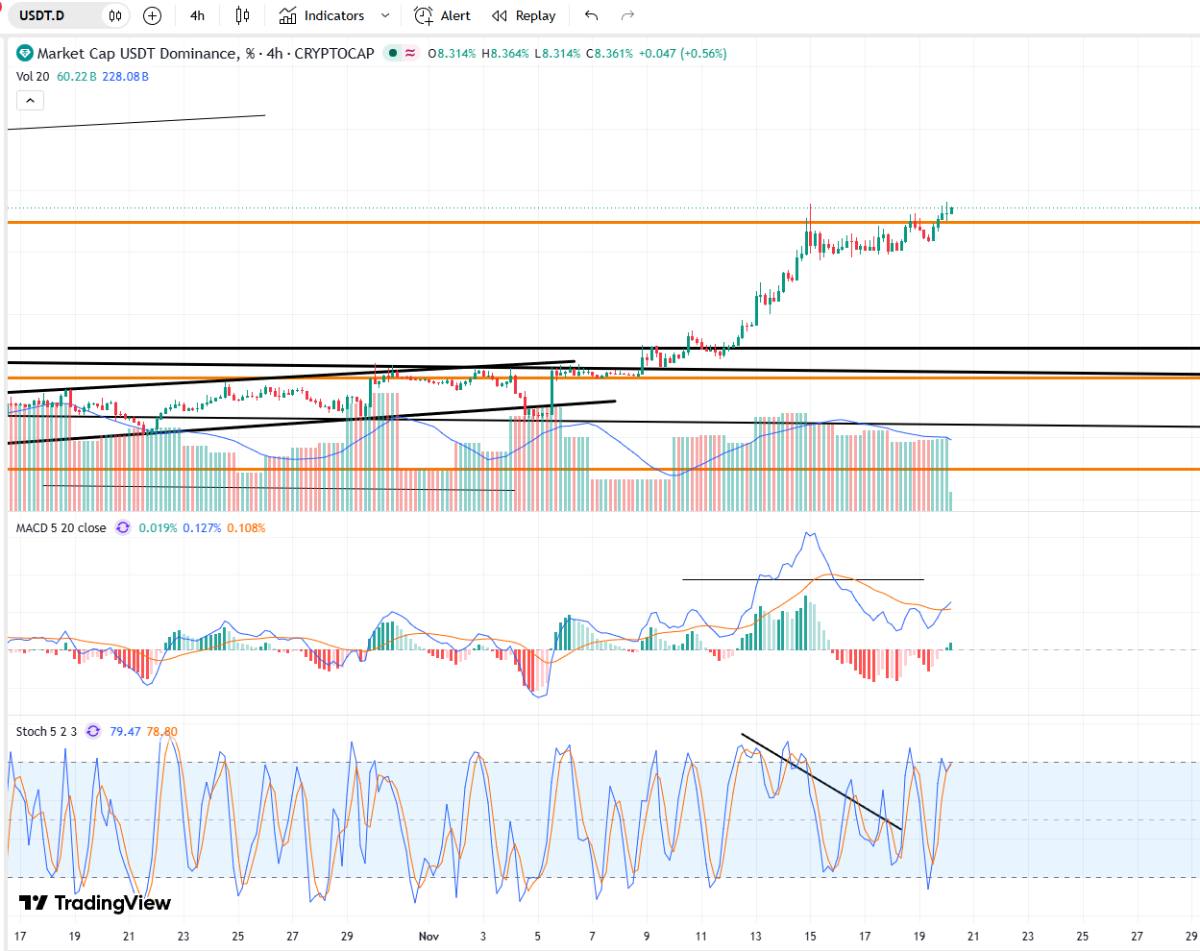 USDT.D 4h Indicators Alert Replay
Market Cap USDT Dominance, % · 4h · CRYPTOCAP O8.314% H8.364% L8.314% C8.361% +0.047 (+0.56%)
Vol 20 60.22B 228.08B
MACD 5 20 close 0.019% 0.127% 0.108%
Stoch 5 2 3 79.47 78.80
TradingView
17 19 21 23 25 27 29 Nov 3 5 7 9 11 13 15 17 19 21 23 25 27 29